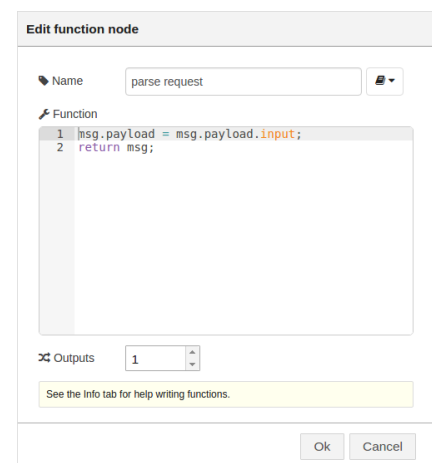 Edit function node
Name
parse request
Function
1 msg.payload = msg.payload.input;
2 return msg;
Outputs
1
See the Info tab for help writing functions.
Ok Cancel